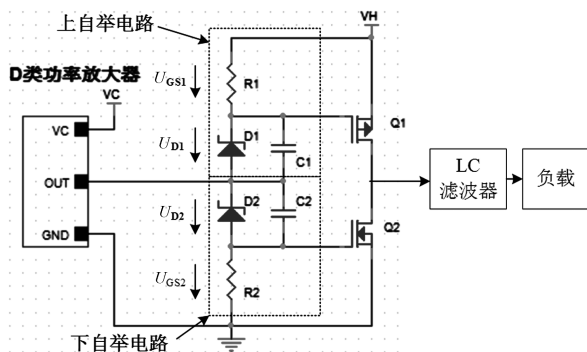 上自举电路
VH
D类功率放大器
VC
U_GS1
R1
Q1
VC
U_D1
D1
C1
OUT
LC
滤波器
负载
U_D2
D2
C2
GND
Q2
U_GS2
R2
下自举电路